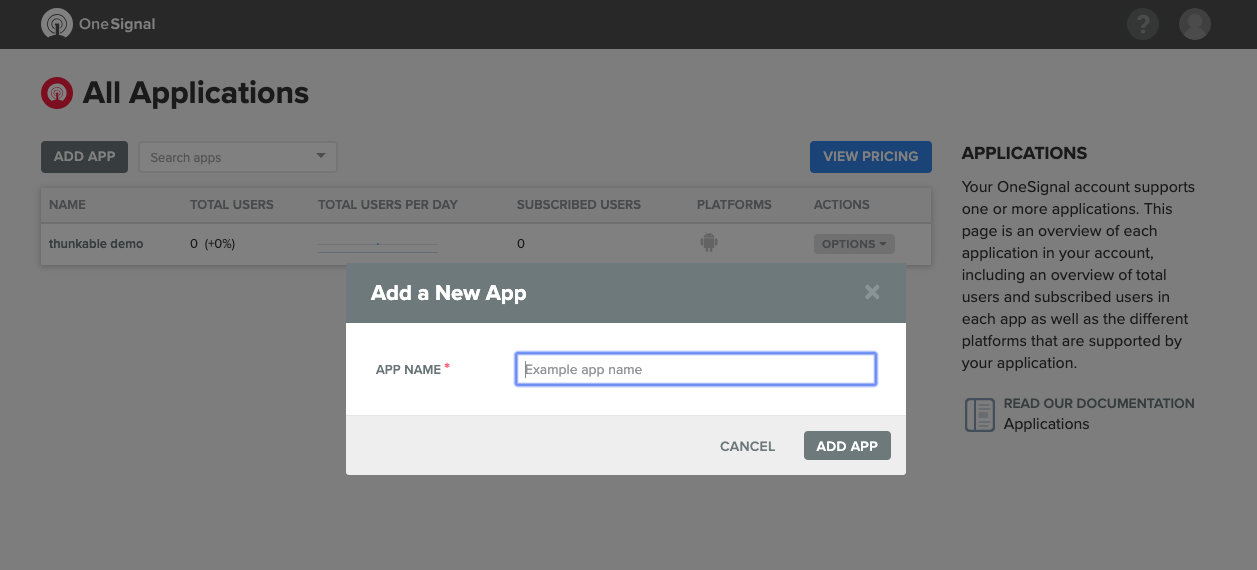 OneSignal
?
All Applications
ADD APP
Search apps
VIEW PRICING
NAME TOTAL USERS TOTAL USERS PER DAY SUBSCRIBED USERS PLATFORMS ACTIONS
thunkable demo 0 (+0%) 0 OPTIONS
APPLICATIONS
Your OneSignal account supports
one or more applications. This
page is an overview of each
application in your account,
including an overview of total
users and subscribed users in
each app as well as the different
platforms that are supported by
your application.
READ OUR DOCUMENTATION
Applications
Add a New App
×
APP NAME *
Example app name
CANCEL
ADD APP